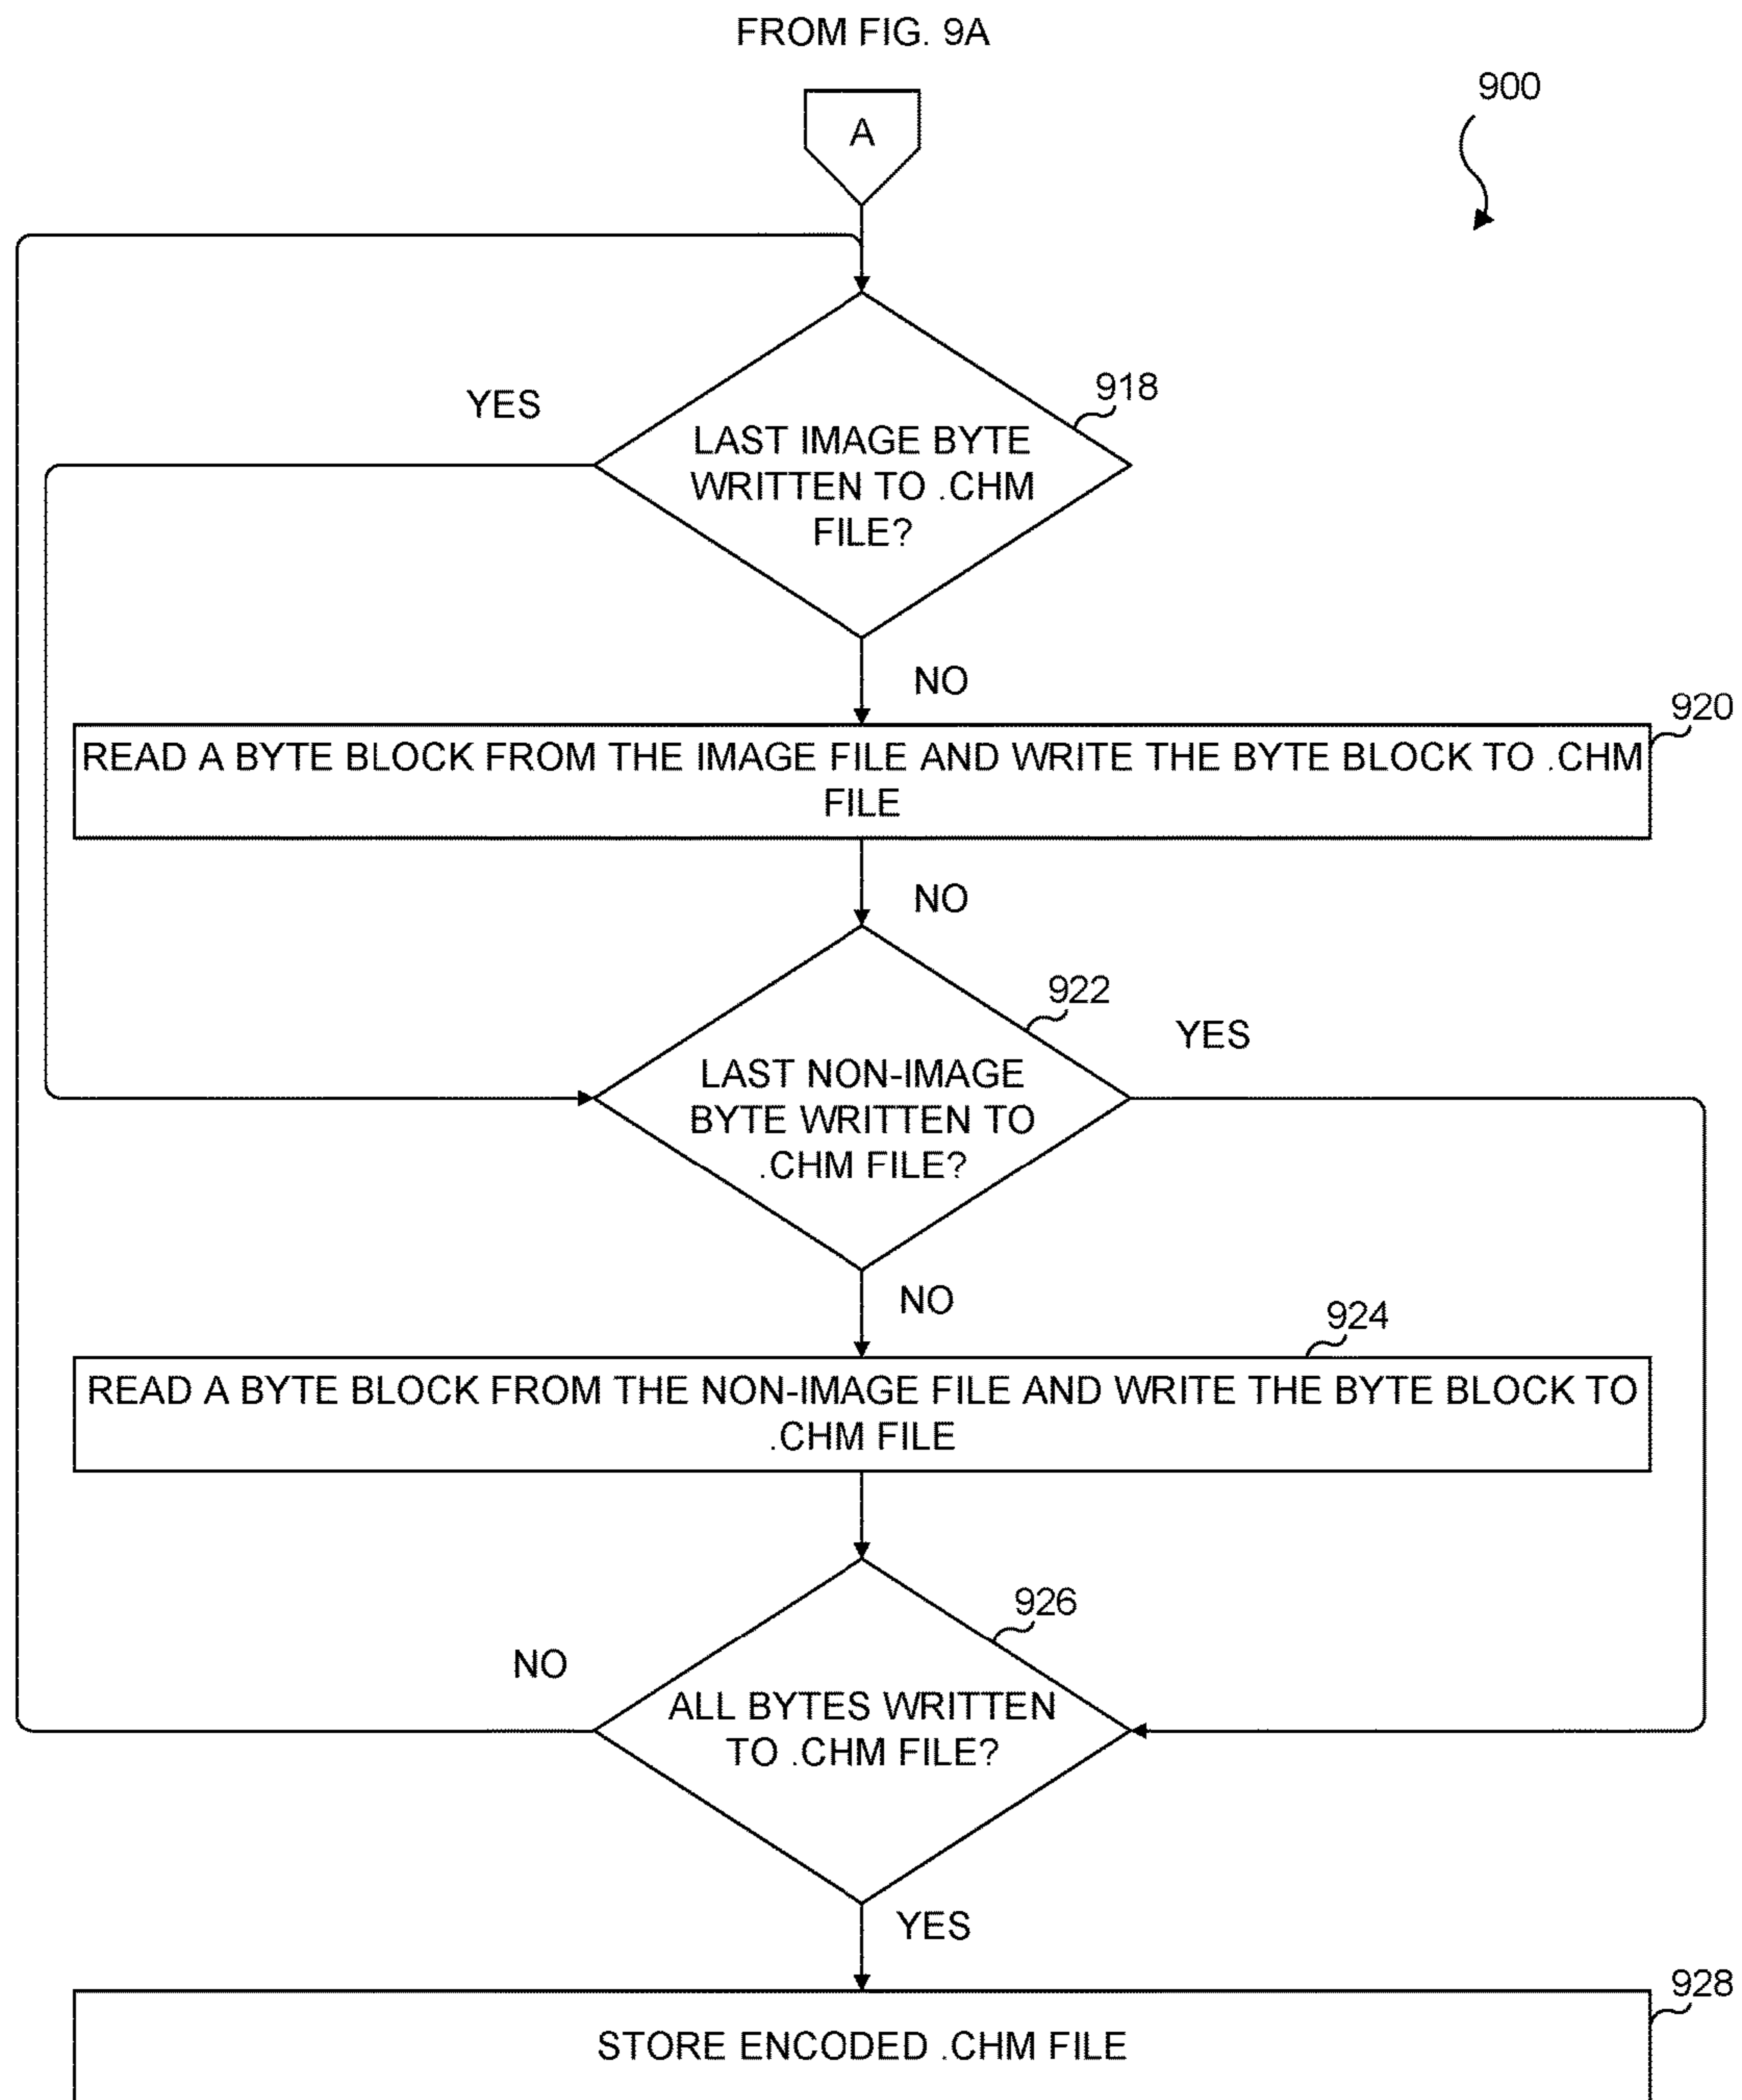 FROM FIG. 9A
900
A
918
YES
LAST IMAGE BYTE
WRITTEN TO .CHM
FILE?
NO
920
READ A BYTE BLOCK FROM THE IMAGE FILE AND WRITE THE BYTE BLOCK TO .CHM
FILE
NO
922
YES
LAST NON-IMAGE
BYTE WRITTEN TO
.CHM FILE?
NO
924
READ A BYTE BLOCK FROM THE NON-IMAGE FILE AND WRITE THE BYTE BLOCK TO
.CHM FILE
926
NO
ALL BYTES WRITTEN
TO .CHM FILE?
YES
928
STORE ENCODED .CHM FILE